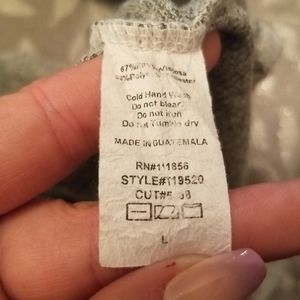 Cold Hand Wash
Do not bleach
Do not iron
Do not Tumble dry
MADE IN GUATEMALA
RN#111856
STYLE#T19520
CUT#
L